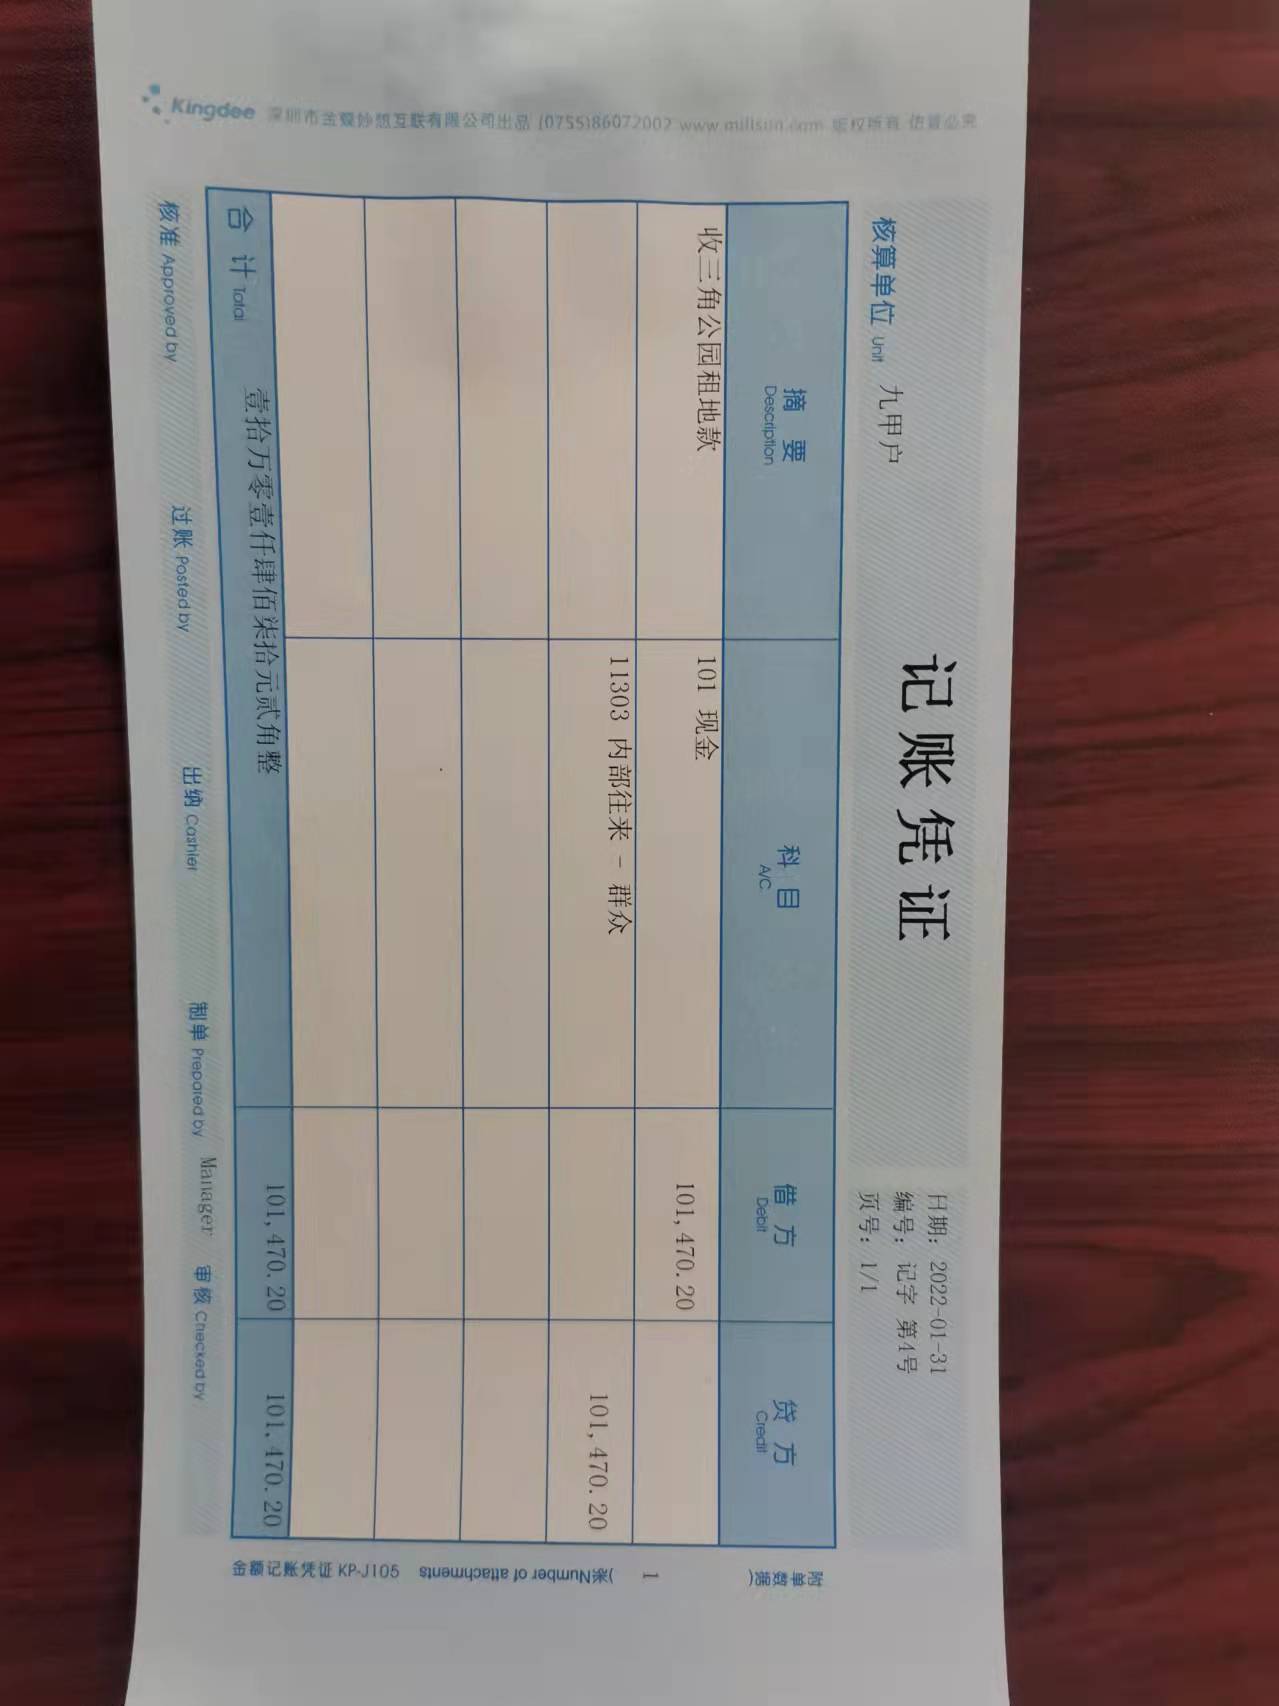 记账凭证
核算单位 Unit 九甲户
日期： 2022-01-31
编号： 记字 第4号
页号： 1/1
摘 要 Description 科 目 A/C. 借 方 Debit 贷 方 Credit
收三角公园租地款 101 现金 101,470.20
11303 内部往来 - 群众 101,470.20
合 计 Total 壹拾万零壹仟肆佰柒拾元贰角整 101,470.20 101,470.20
核准 Approved by 过账 Posted by 出纳 Cashier 制单 Prepared by Manager 审核 Checked by
附单数据( 1 )张(Number of attachments
金额记账凭证 KP-J105
Kingdee 深圳市金蝶妙想互联有限公司出品 (0755)86072002 www.milisun.com 版权所有 仿冒必究